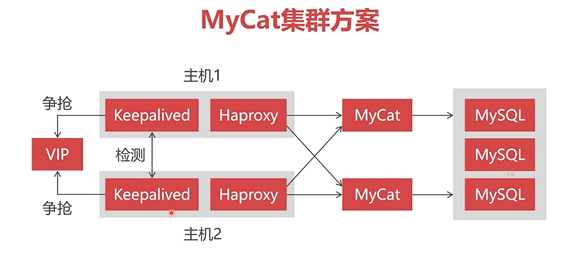 MyCat集群方案
主机1
争抢
Keepalived
Haproxy
MyCat
MySQL
VIP
检测
MySQL
争抢
Keepalived
Haproxy
MyCat
MySQL
主机2